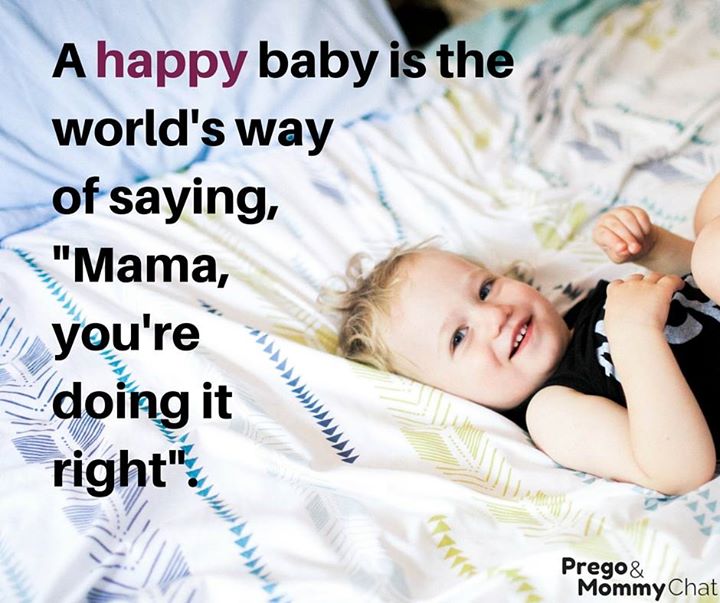 A happy baby is the
world's way
of saying,
"Mama,
you're
doing it
right".
Prego &
MommyChat